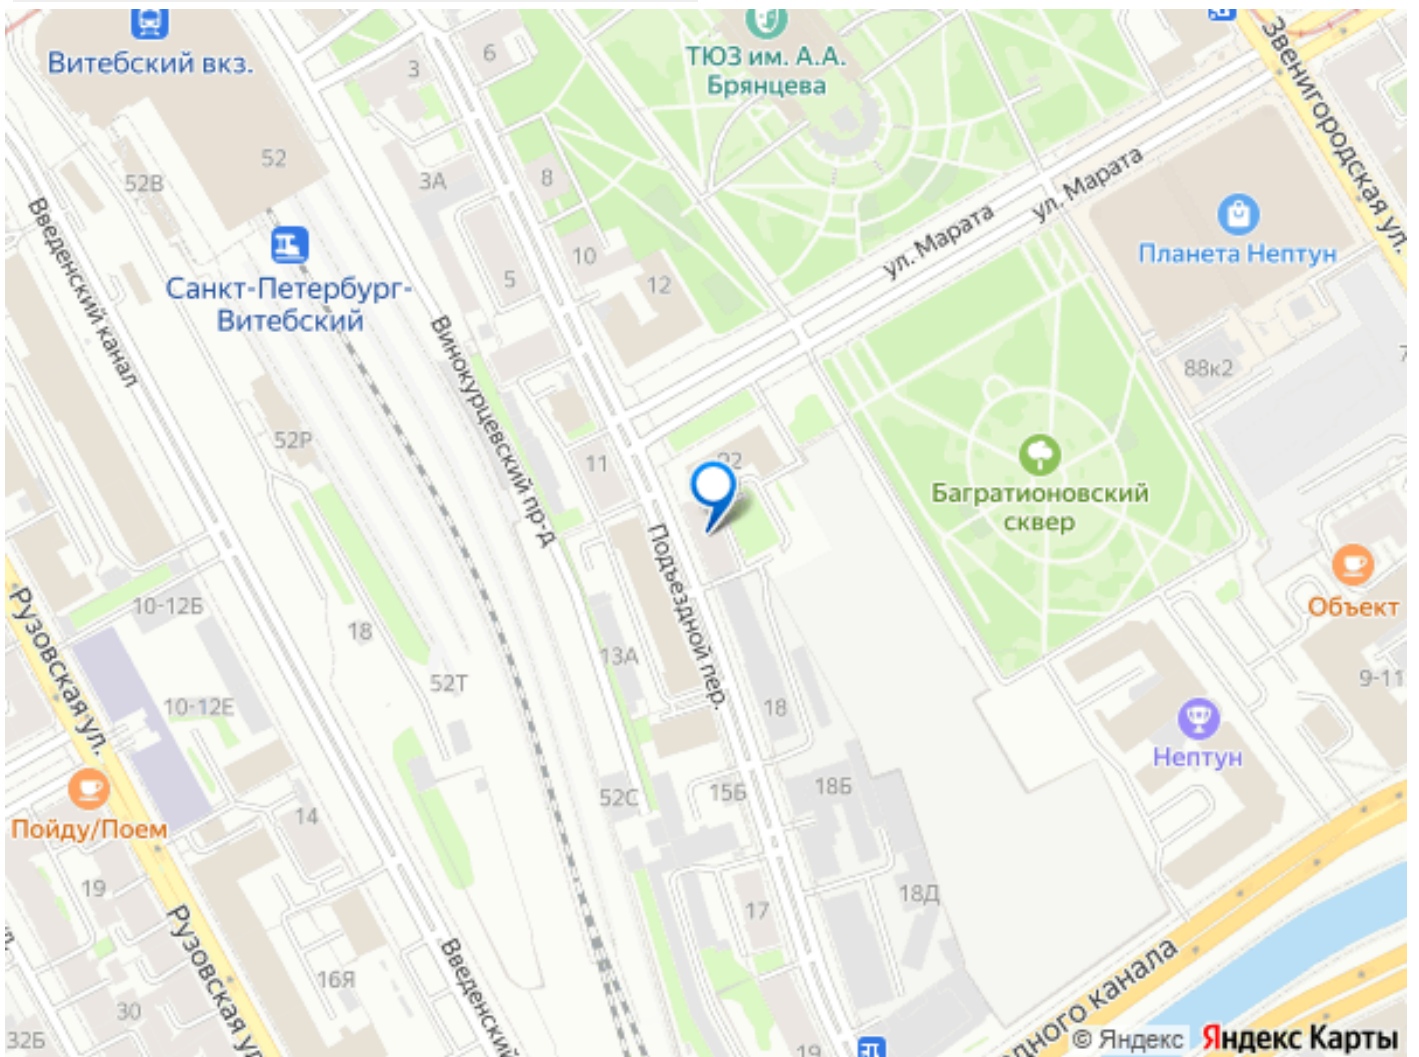 Витебский вкз.
ТЮЗ им. А.А.
Брянцева
Звенигородская ул.
3
6
52
52В
3А
8
ул. Марата
ул. Марата
Планета Нептун
Введенский канал
Санкт-Петербург-
Витебский
10
5
12
Винокурцевский пр-д
88к2
7
52Р
11
Багратионовский
сквер
Подъездной пер.
Объект
10-12Б
Рузовская ул.
18
13А
52Т
10-12Е
18
9-11
Нептун
Пойду/Поем
14
52С
15Б
18Б
19
17
18Д
Рузовская ул.
Введенский
16Я
30
32Б
19
одного канала
© Яндекс
Яндекс Карты